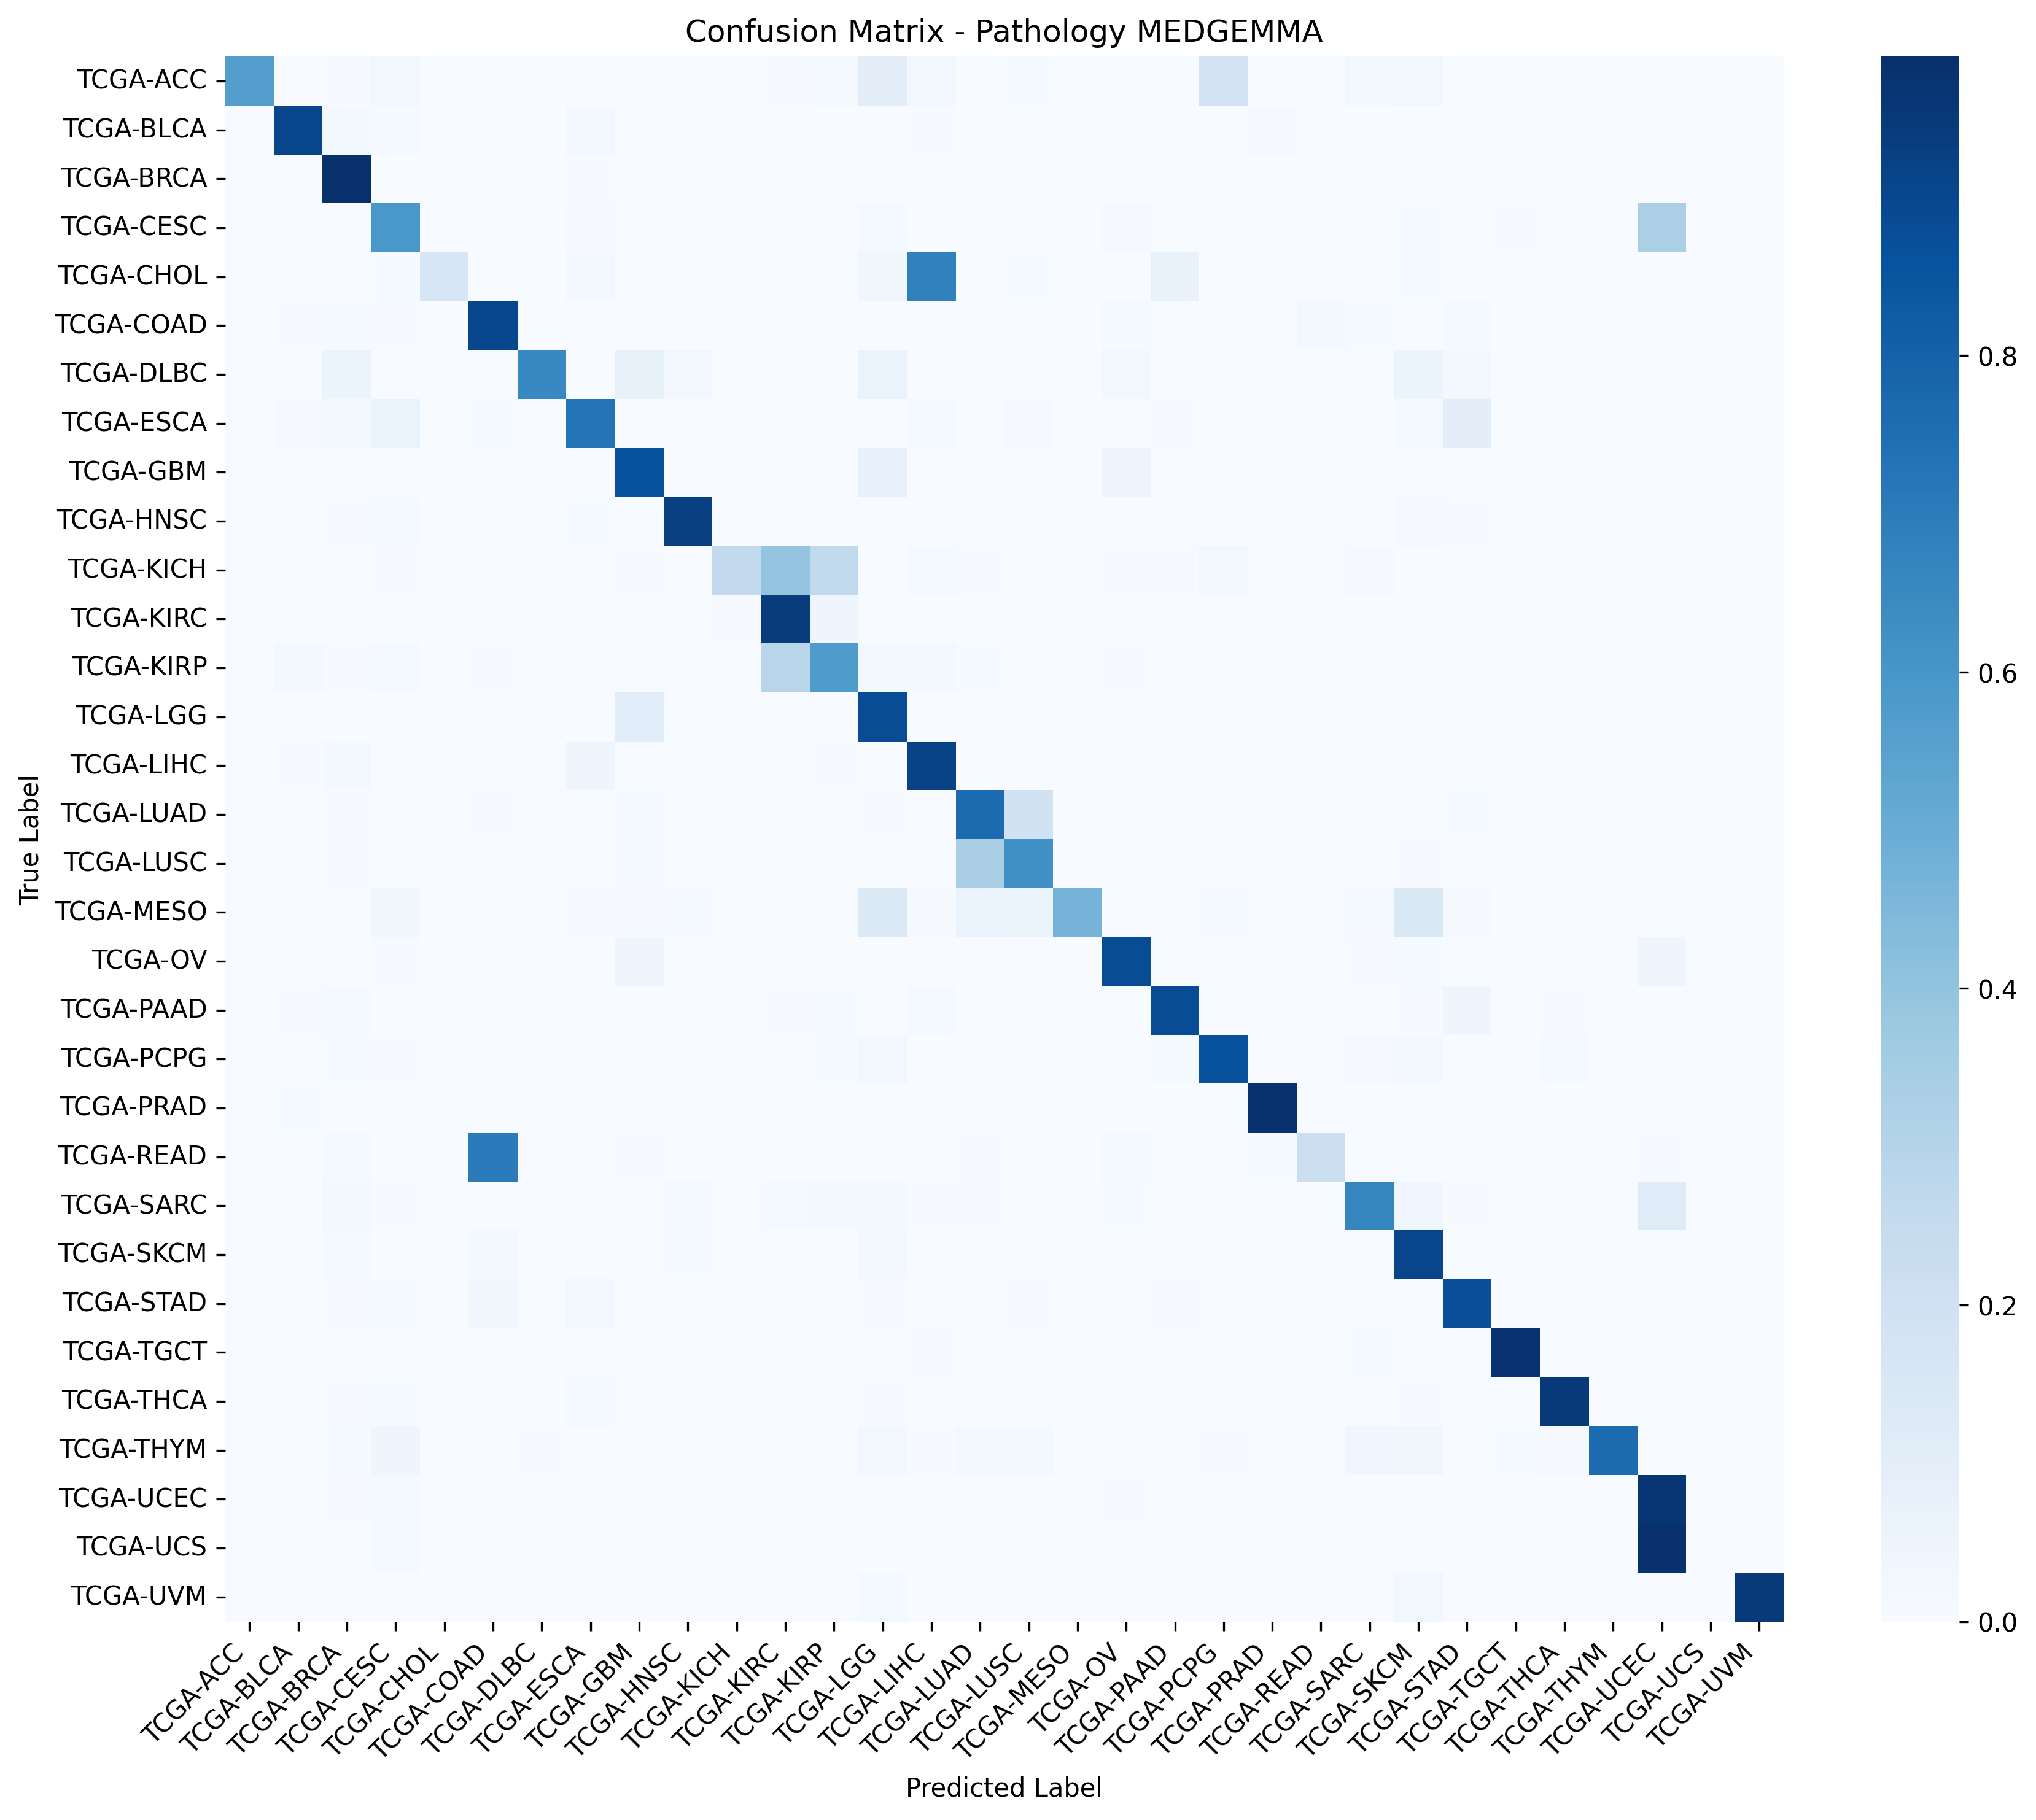 Confusion Matrix - Pathology MEDGEMMA
True Label
TCGA-ACC
TCGA-BLCA
TCGA-BRCA
TCGA-CESC
TCGA-CHOL
TCGA-COAD
TCGA-DLBC
TCGA-ESCA
TCGA-GBM
TCGA-HNSC
TCGA-KICH
TCGA-KIRC
TCGA-KIRP
TCGA-LGG
TCGA-LIHC
TCGA-LUAD
TCGA-LUSC
TCGA-MESO
TCGA-OV
TCGA-PAAD
TCGA-PCPG
TCGA-PRAD
TCGA-READ
TCGA-SARC
TCGA-SKCM
TCGA-STAD
TCGA-TGCT
TCGA-THCA
TCGA-THYM
TCGA-UCEC
TCGA-UCS
TCGA-UVM
TCGA-ACC
TCGA-BLCA
TCGA-BRCA
TCGA-CESC
TCGA-CHOL
TCGA-COAD
TCGA-DLBC
TCGA-ESCA
TCGA-GBM
TCGA-HNSC
TCGA-KICH
TCGA-KIRC
TCGA-KIRP
TCGA-LGG
TCGA-LIHC
TCGA-LUAD
TCGA-LUSC
TCGA-MESO
TCGA-OV
TCGA-PAAD
TCGA-PCPG
TCGA-PRAD
TCGA-READ
TCGA-SARC
TCGA-SKCM
TCGA-STAD
TCGA-TGCT
TCGA-THCA
TCGA-THYM
TCGA-UCEC
TCGA-UCS
TCGA-UVM
Predicted Label
0.8
0.6
0.4
0.2
0.0